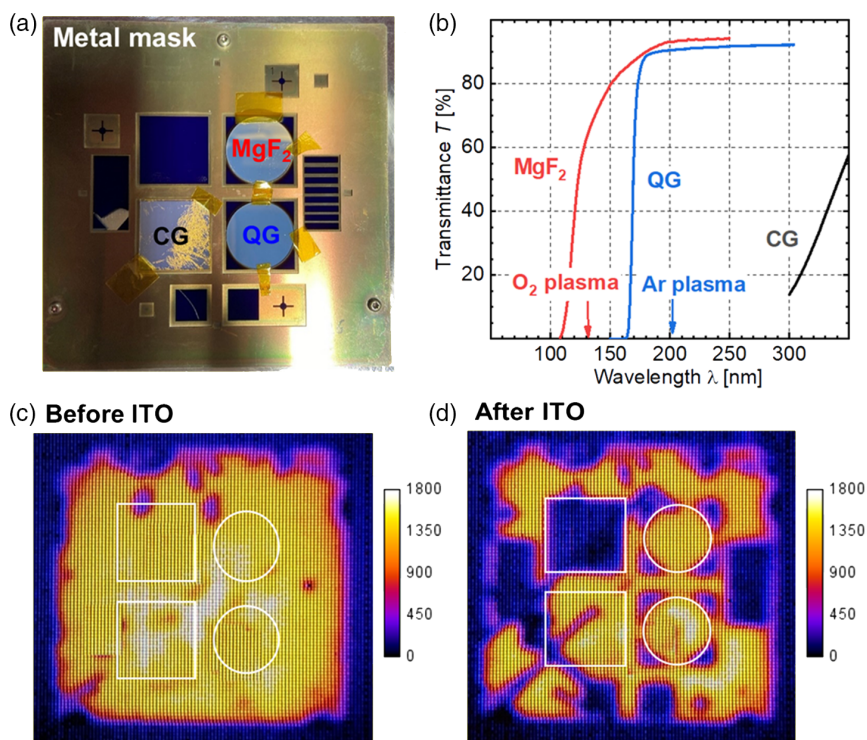 (a)
Metal mask
MgF₂
CG
QG
(b)
Transmittance T [%]
80
60
40
20
MgF₂
QG
CG
O₂ plasma
Ar plasma
100 150 200 250 300
Wavelength λ [nm]
(c) Before ITO
1800
1350
900
450
0
(d) After ITO
1800
1350
900
450
0